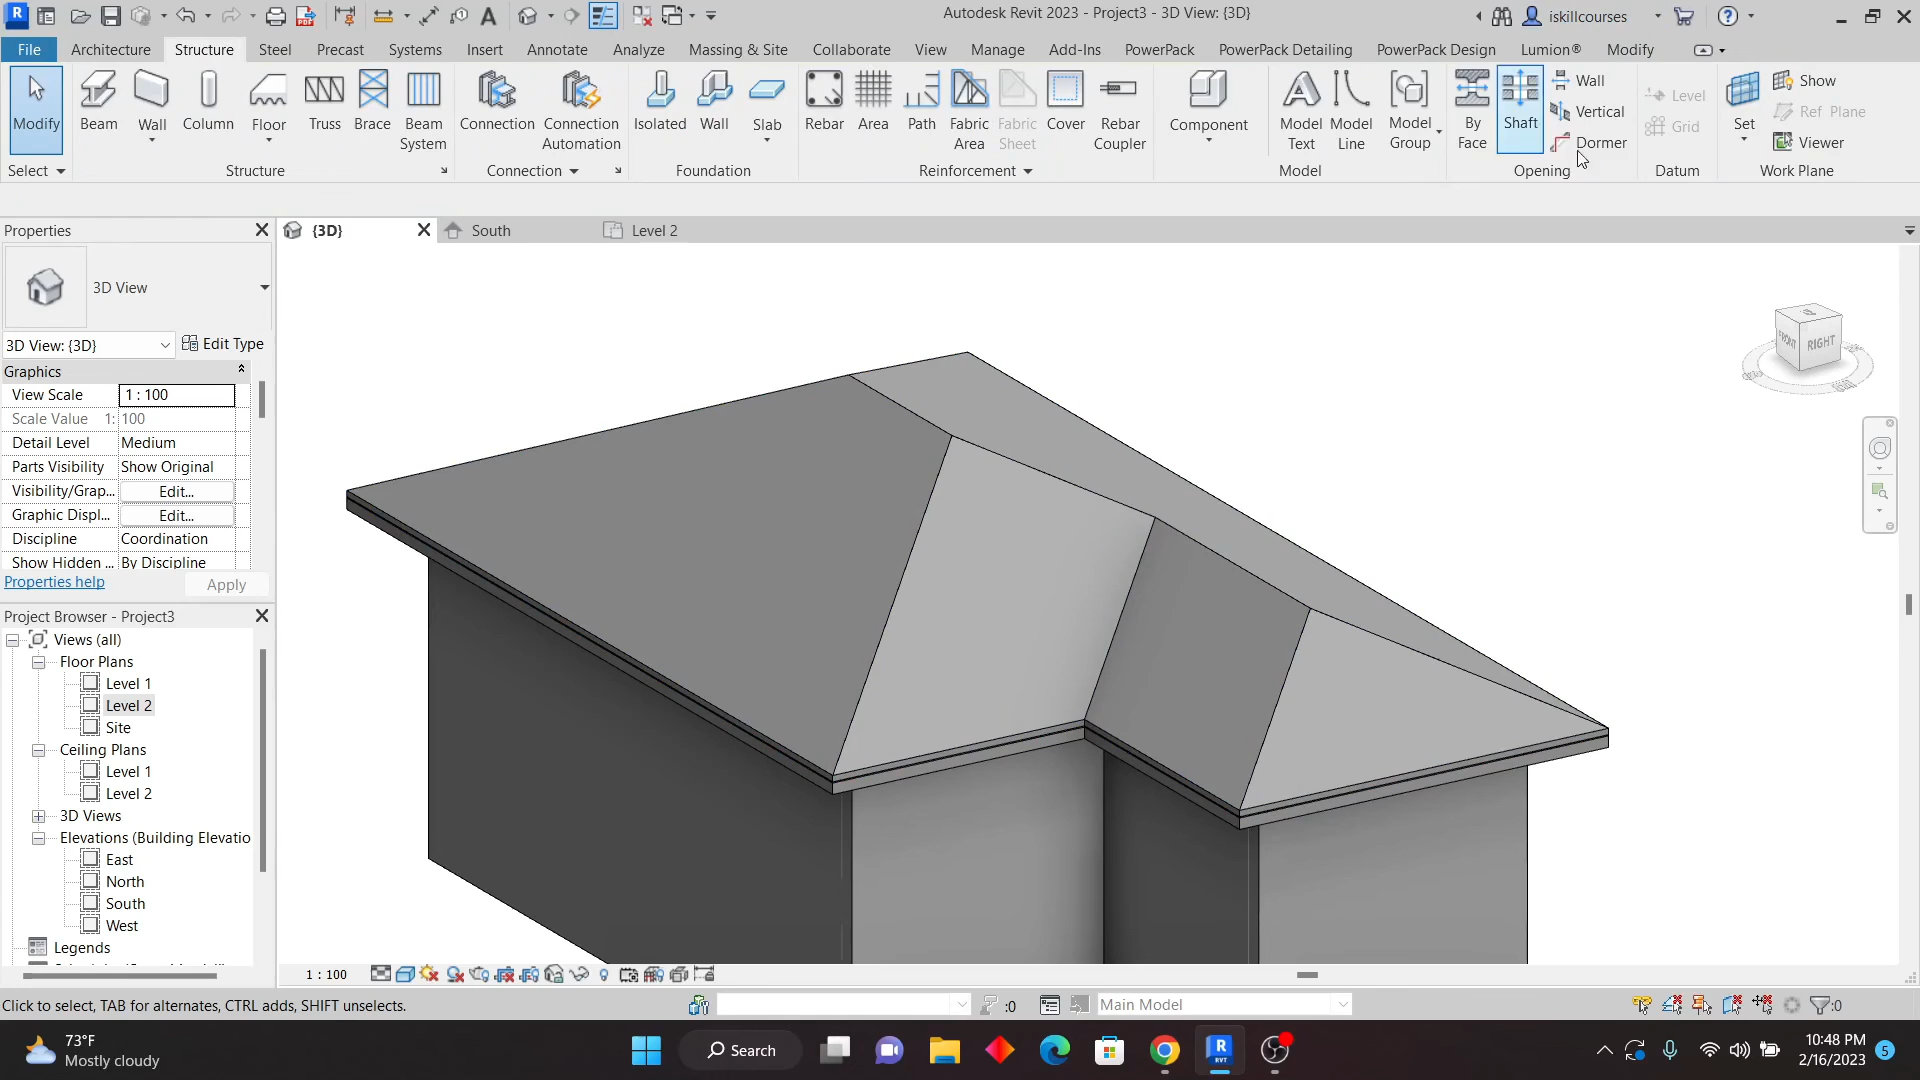 Autodesk Revit 2023 - Project3 - 3D View: {3D}
iskillcourses
File Architecture Structure Steel Precast Systems Insert Annotate Analyze Massing & Site Collaborate View Manage Add-Ins PowerPack PowerPack Detailing PowerPack Design Lumion® Modify
Modify
Beam
Wall
Column
Floor
Truss
Brace
Beam System
Connection
Connection Automation
Isolated
Wall
Slab
Rebar
Area
Path
Fabric Area
Fabric Sheet
Cover
Rebar Coupler
Component
Model Text
Model Line
Model Group
By Face
Shaft
Wall
Vertical
Dormer
Level
Grid
Set
Show
Ref Plane
Viewer
Select Structure Connection Foundation Reinforcement Model Opening Datum Work Plane
Properties
{3D} South Level 2
3D View
3D View: {3D} Edit Type
Graphics
View Scale 1 : 100
Scale Value 1: 100
Detail Level Medium
Parts Visibility Show Original
Visibility/Grap... Edit...
Graphic Displ... Edit...
Discipline Coordination
Show Hidden ... By Discipline
Properties help Apply
FRONT RIGHT
Project Browser - Project3
Views (all)
Floor Plans
Level 1
Level 2
Site
Ceiling Plans
Level 1
Level 2
3D Views
Elevations (Building Elevatio
East
North
South
West
Legends
1 : 100
Click to select, TAB for alternates, CTRL adds, SHIFT unselects.
:0
Main Model
:0
73°F
Mostly cloudy
Search
10:48 PM
2/16/2023
5